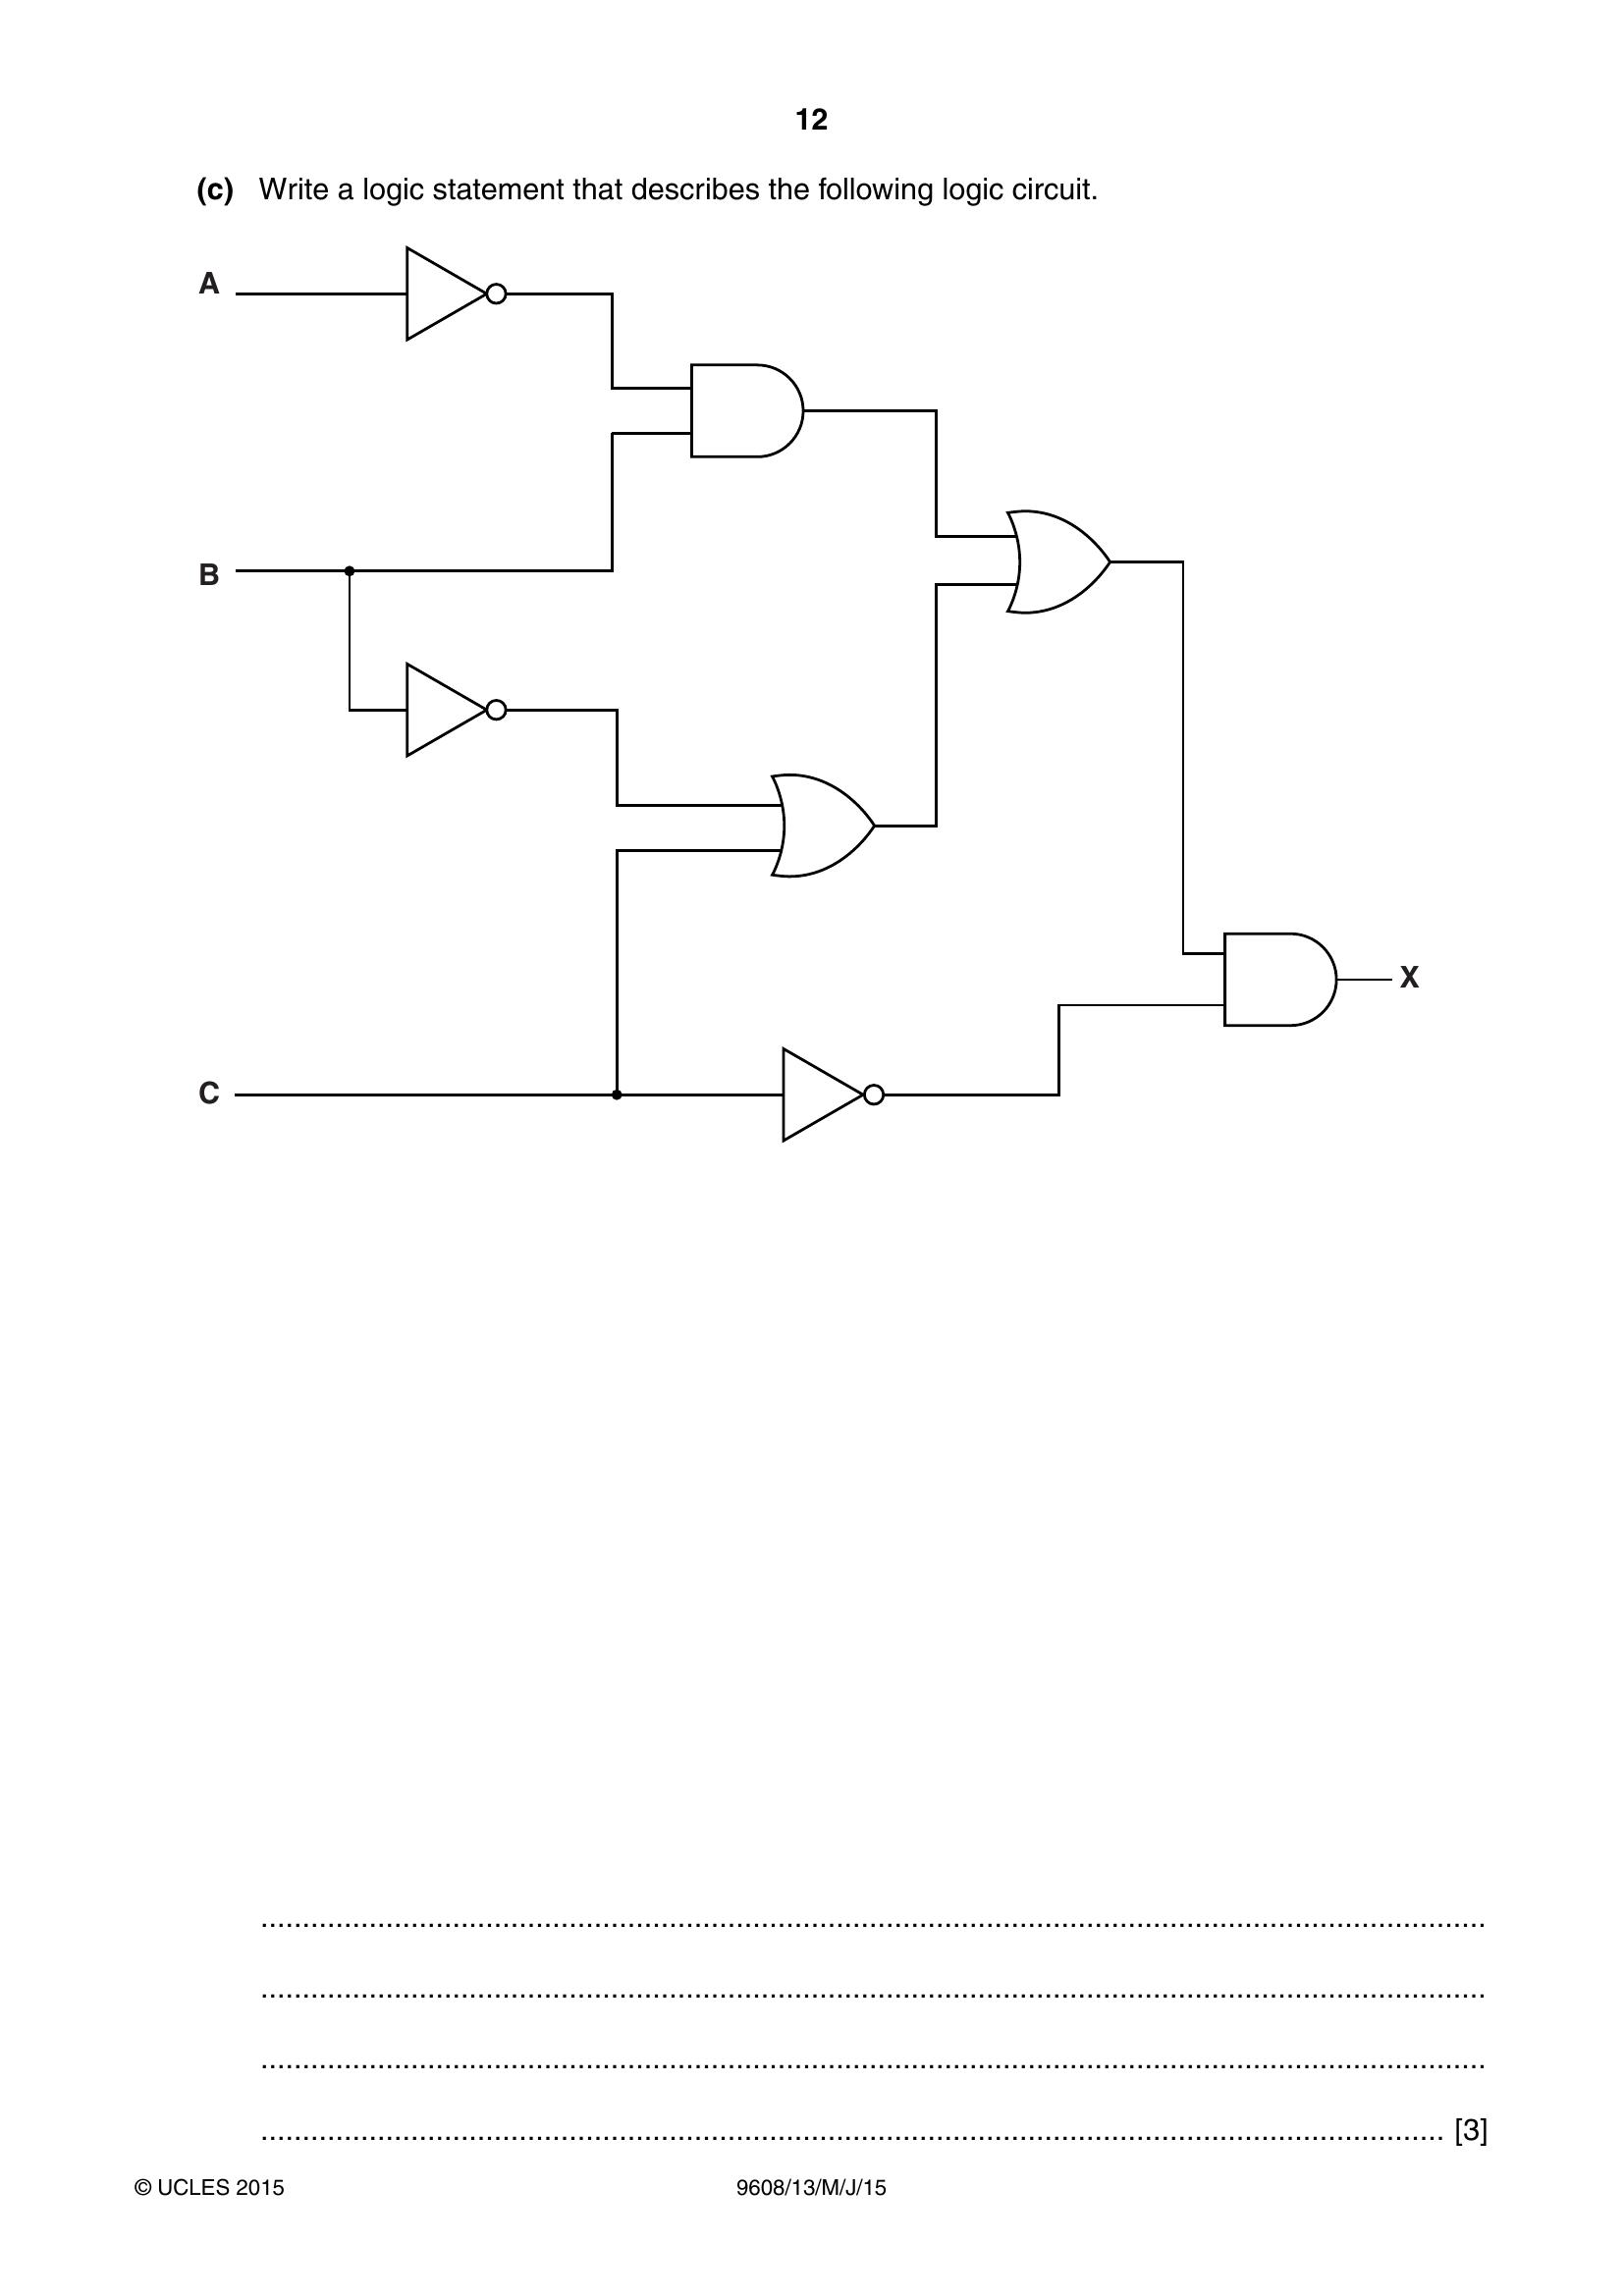 12
(c) Write a logic statement that describes the following logic circuit.
A
B
X
C
................................................................................................................................................
................................................................................................................................................
................................................................................................................................................
........................................................................................................................................... [3]
© UCLES 2015 9608/13/M/J/15